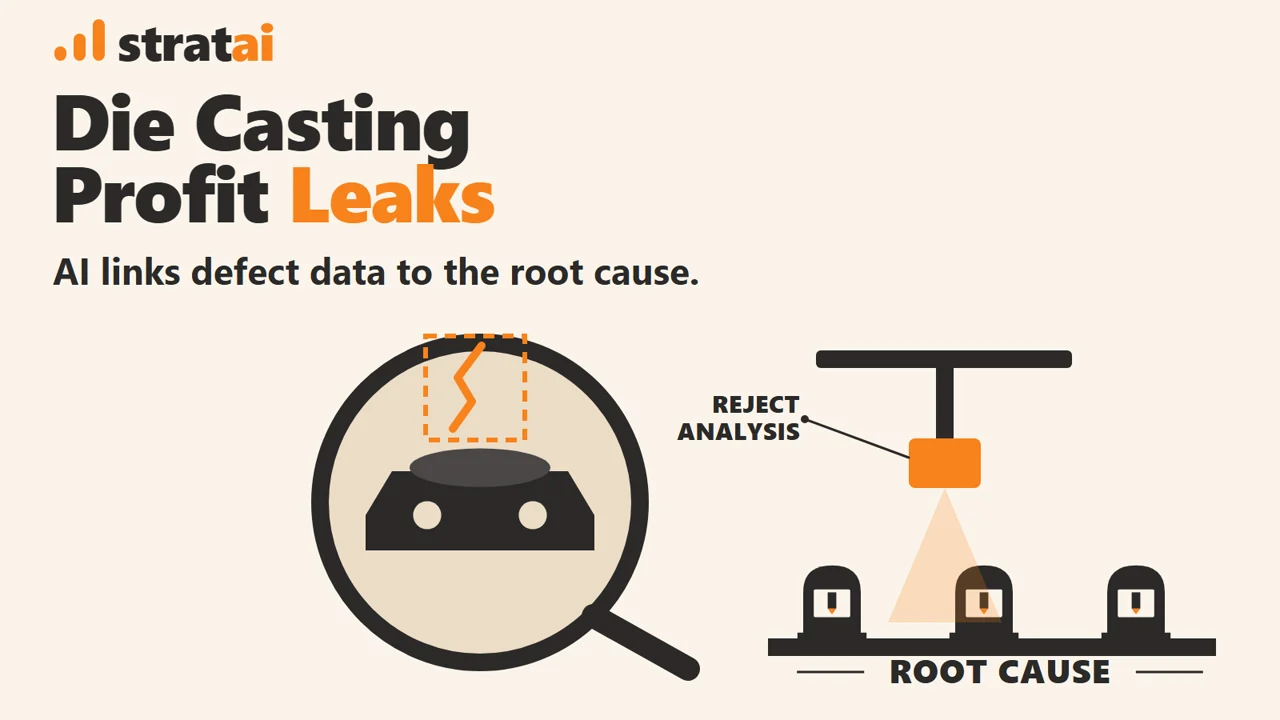 stratai
Die Casting
Profit Leaks
AI links defect data to the root cause.
REJECT
ANALYSIS
ROOT CAUSE